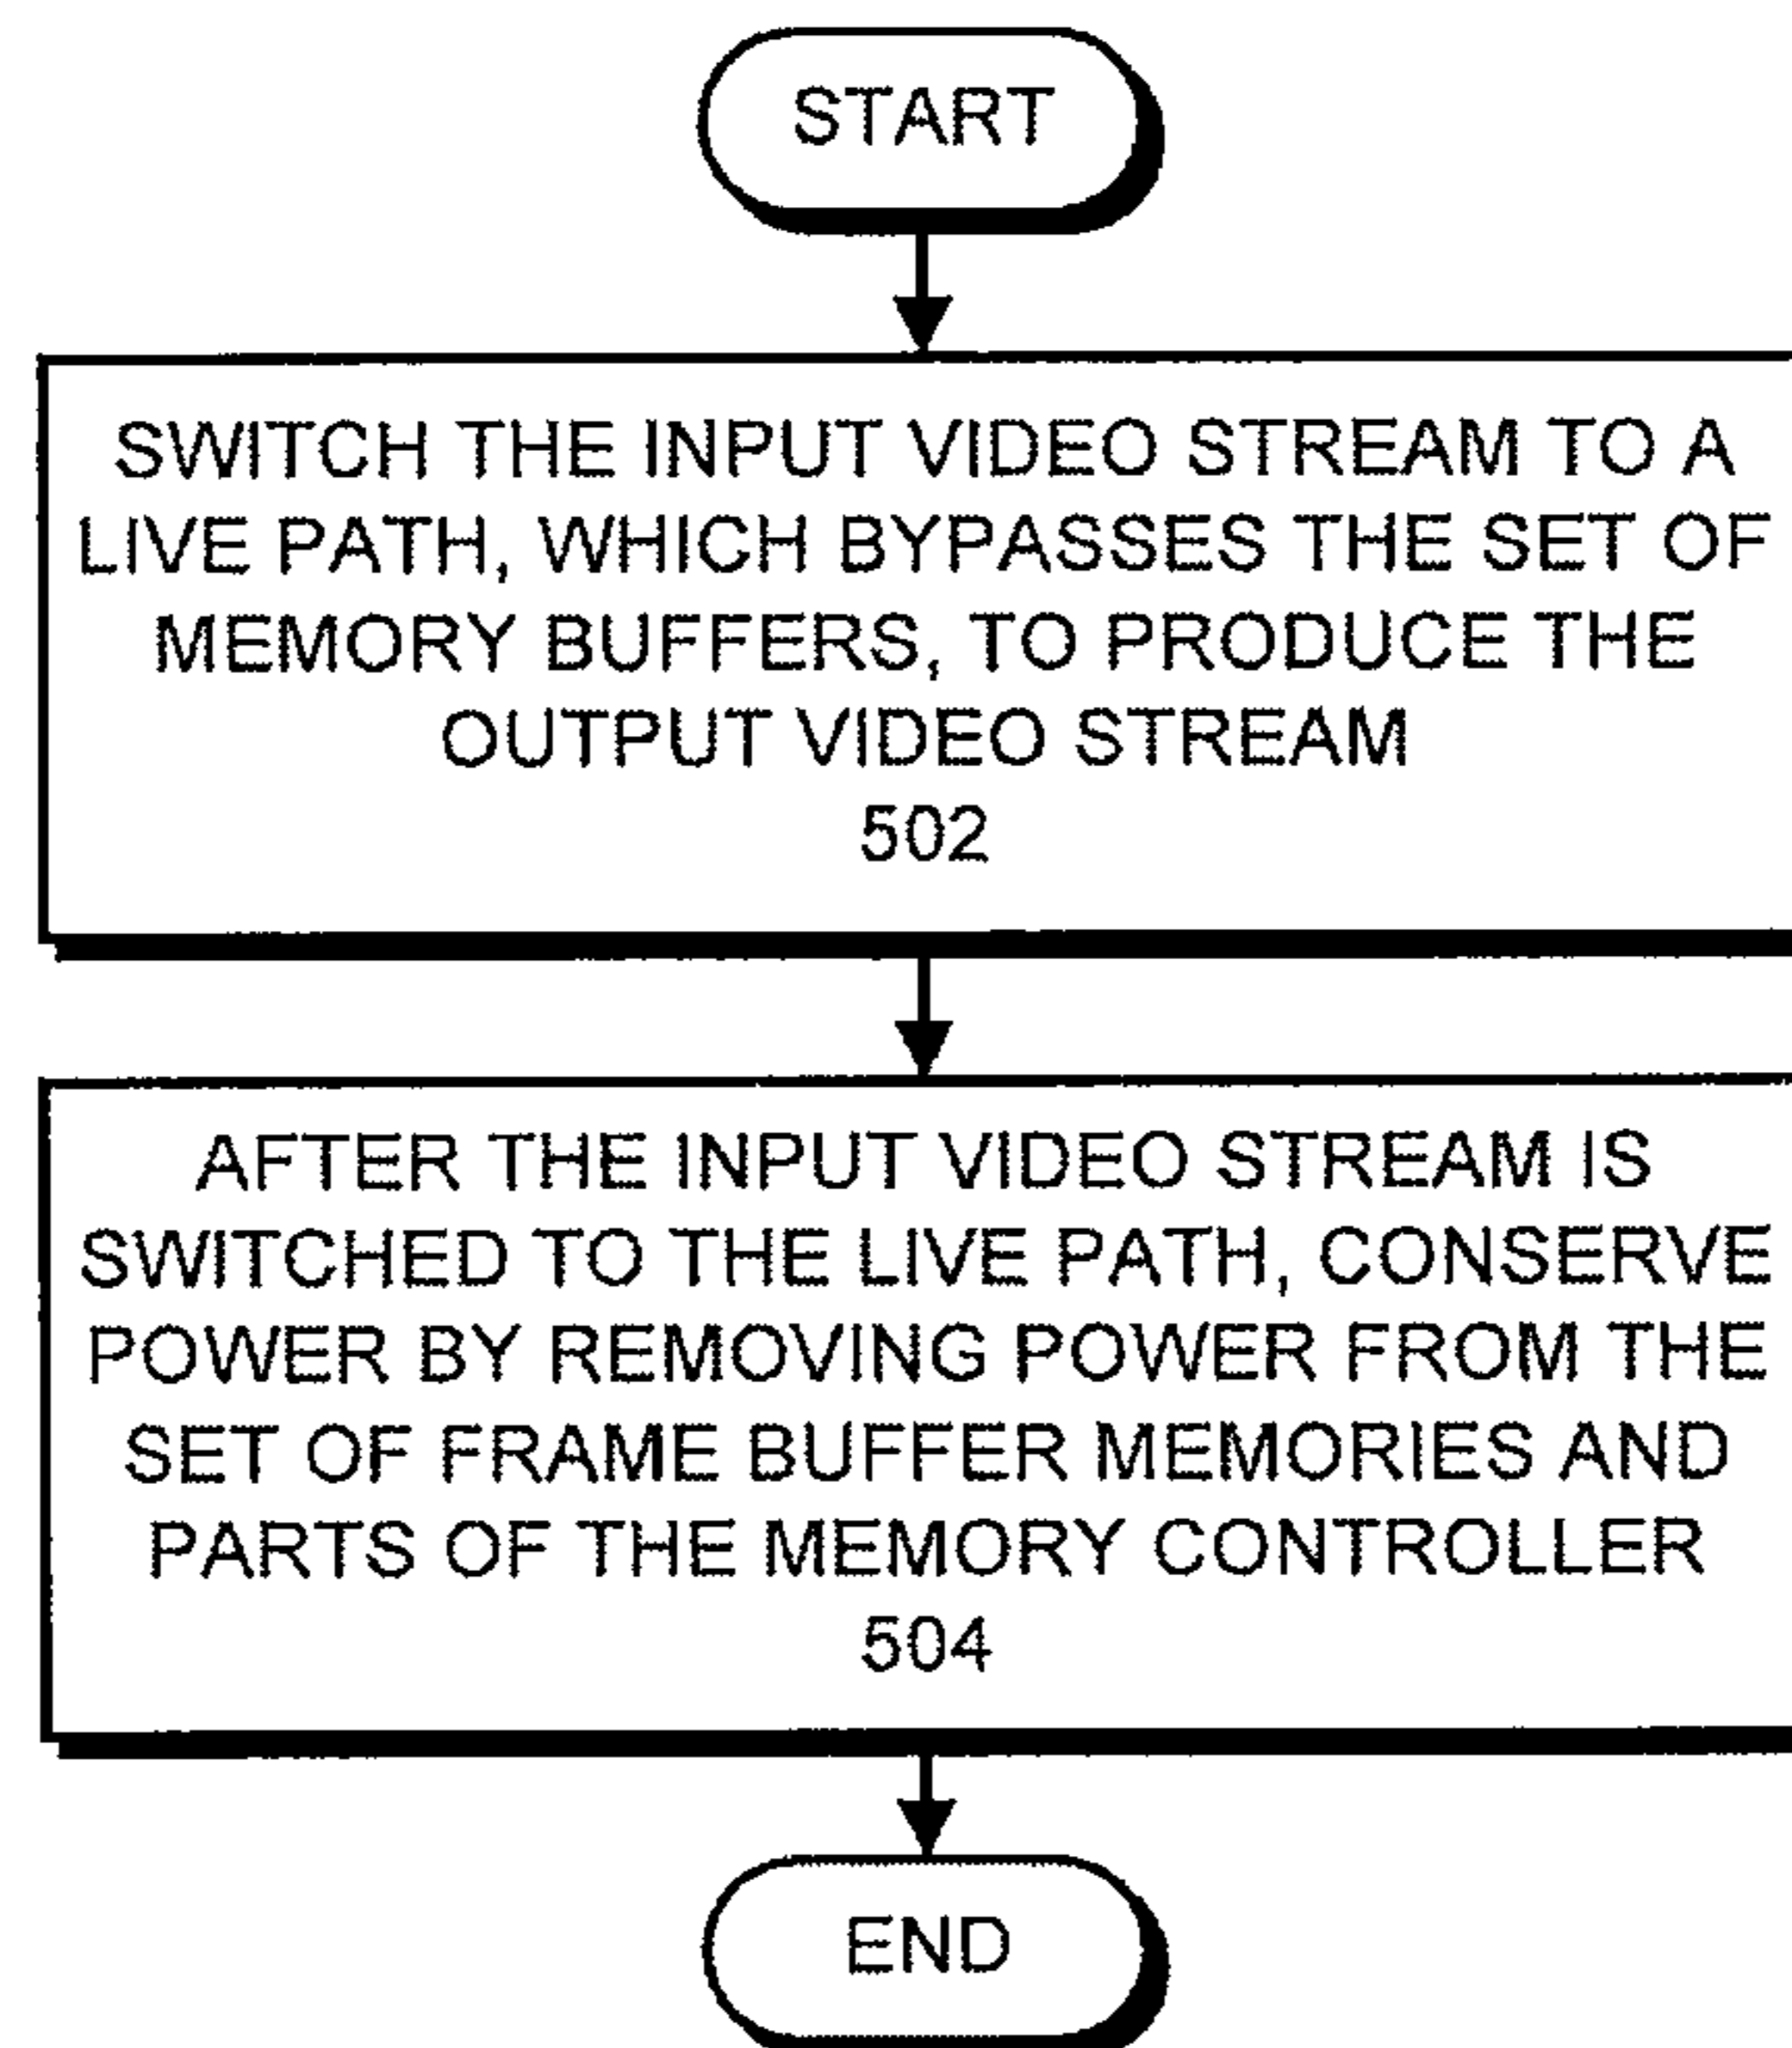 START
SWITCH THE INPUT VIDEO STREAM TO A
LIVE PATH, WHICH BYPASSES THE SET OF
MEMORY BUFFERS, TO PRODUCE THE
OUTPUT VIDEO STREAM
502
AFTER THE INPUT VIDEO STREAM IS
SWITCHED TO THE LIVE PATH, CONSERVE
POWER BY REMOVING POWER FROM THE
SET OF FRAME BUFFER MEMORIES AND
PARTS OF THE MEMORY CONTROLLER
504
END